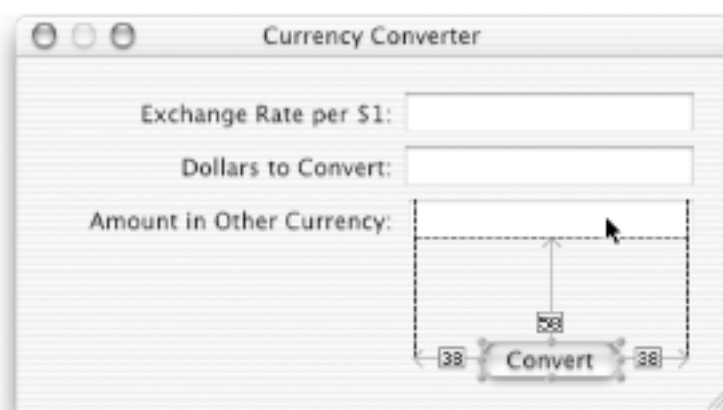 Currency Converter
Exchange Rate per $1:
Dollars to Convert:
Amount in Other Currency:
58
38 Convert 38